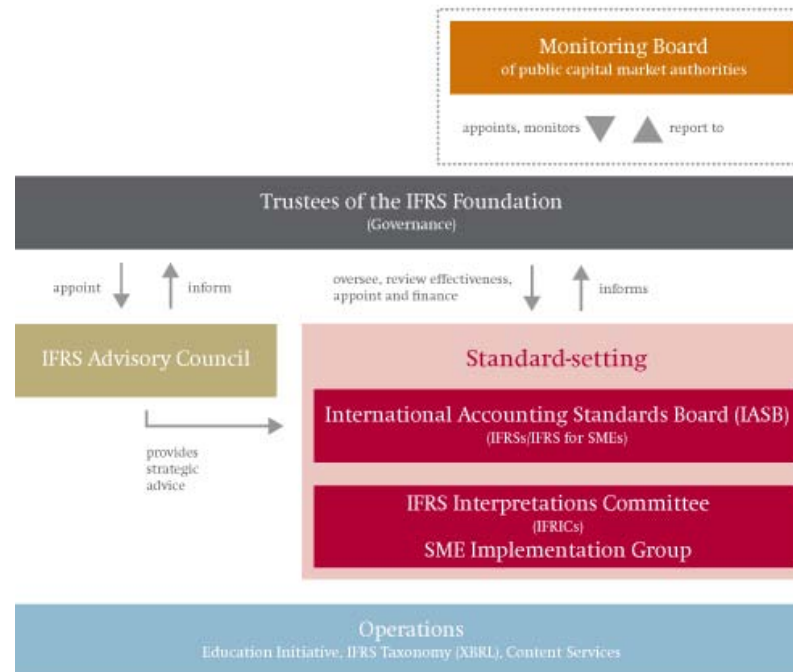 Monitoring Board
of public capital market authorities
appoints, monitors
report to
Trustees of the IFRS Foundation
(Governance)
appoint
inform
oversee, review effectiveness,
appoint and finance
informs
IFRS Advisory Council
Standard-setting
International Accounting Standards Board (IASB)
(IFRSs/IFRS for SMEs)
provides
strategic
advice
IFRS Interpretations Committee
(IFRICs)
SME Implementation Group
Operations
Education Initiative, IFRS Taxonomy (XBRL), Content Services